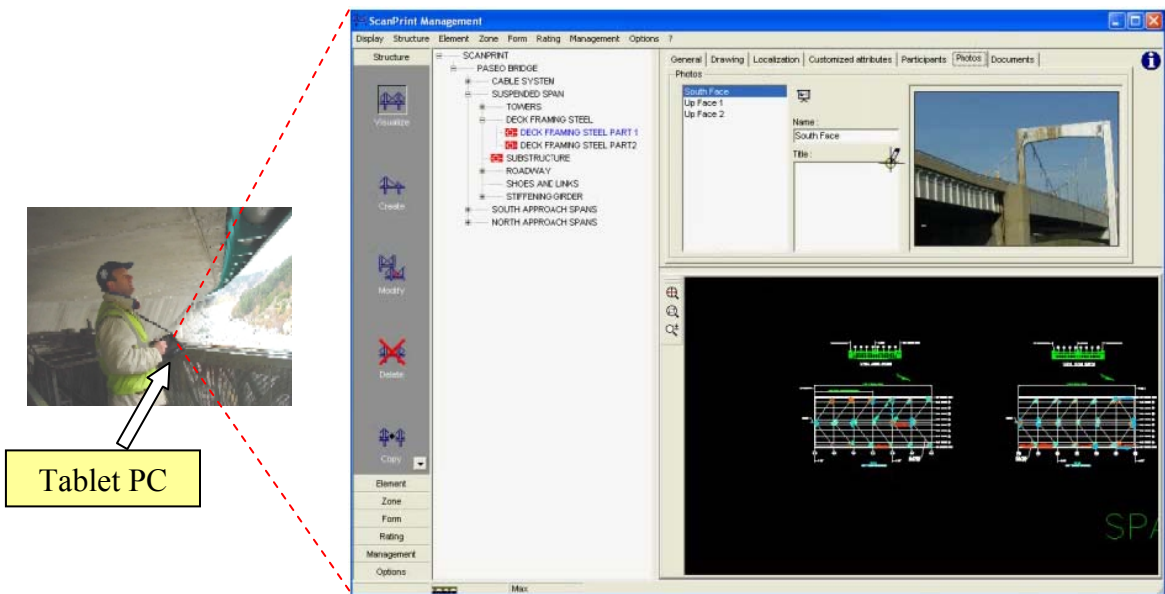 ScanPrint Management
Display Structure Element Zone Form Rating Management Options ?
Structure
Visualize
Create
Modify
Delete
Copy
Element
Zone
Form
Rating
Management
Options
SCANPRINT
PASEO BRIDGE
CABLE SYSTEM
SUSPENDED SPAN
TOWERS
DECK FRAMING STEEL
DECK FRAMING STEEL PART 1
DECK FRAMING STEEL PART2
SUBSTRUCTURE
ROADWAY
SHOES AND LINKS
STIFFENING GIRDER
SOUTH APPROACH SPANS
NORTH APPROACH SPANS
General Drawing Localization Customized attributes Participants Photos Documents
Photos
South Face
Up Face 1
Up Face 2
Name :
South Face
Title :
SPA
Max
Tablet PC